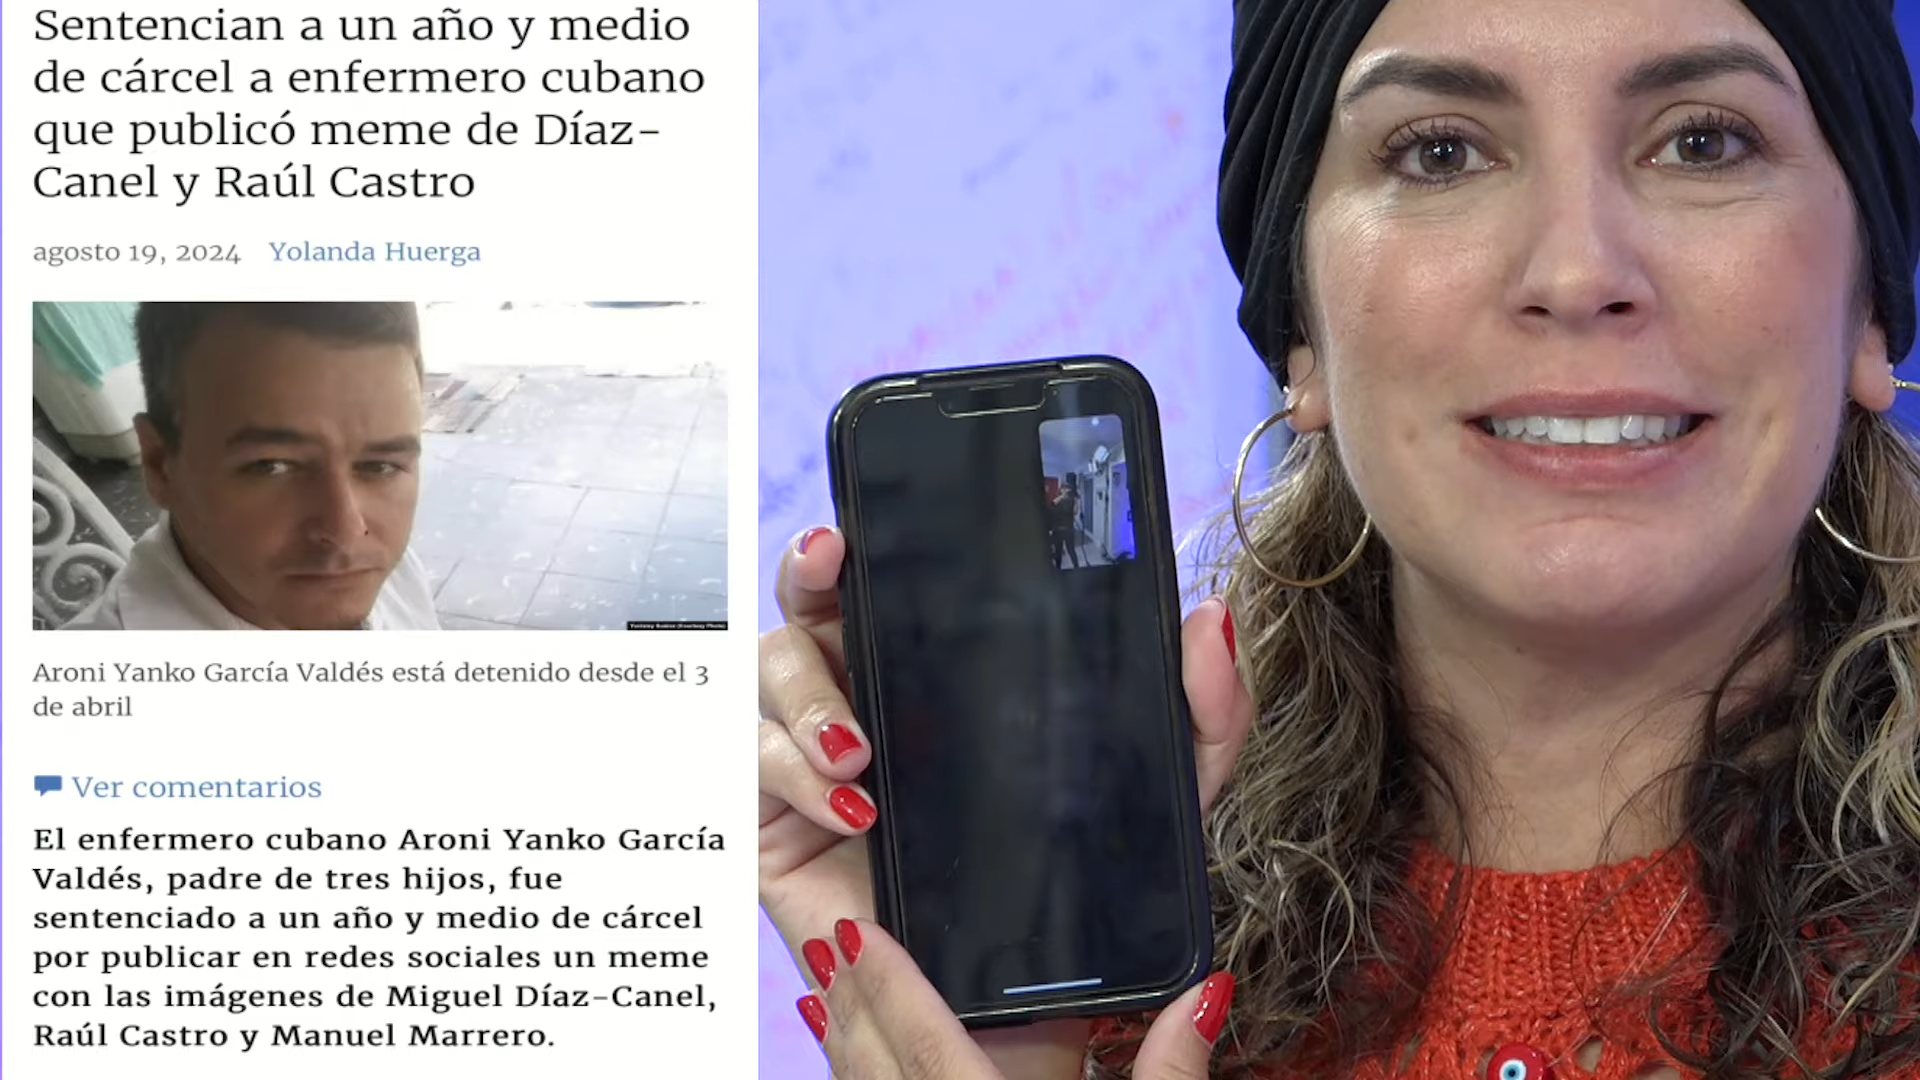 Sentencian a un año y medio
de cárcel a enfermero cubano
que publicó meme de Díaz-
Canel y Raúl Castro
agosto 19, 2024 Yolanda Huerga
Aroni Yanko García Valdés está detenido desde el 3
de abril
Ver comentarios
El enfermero cubano Aroni Yanko García
Valdés, padre de tres hijos, fue
sentenciado a un año y medio de cárcel
por publicar en redes sociales un meme
con las imágenes de Miguel Díaz-Canel,
Raúl Castro y Manuel Marrero.